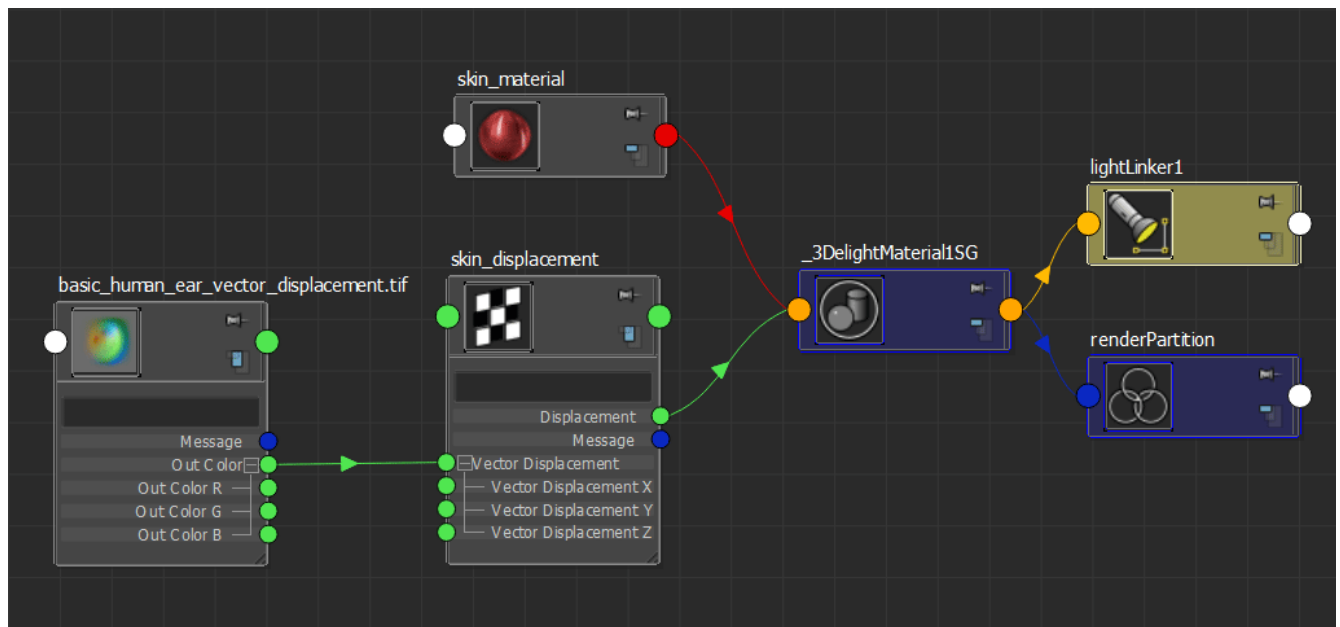 skin_material
basic_human_ear_vector_displacement.tif
Message
Out Color
Out Color R
Out Color G
Out Color B
skin_displacement
Displacement
Message
Vector Displacement
Vector Displacement X
Vector Displacement Y
Vector Displacement Z
_3DelightMaterial1SG
lightLinker1
renderPartition